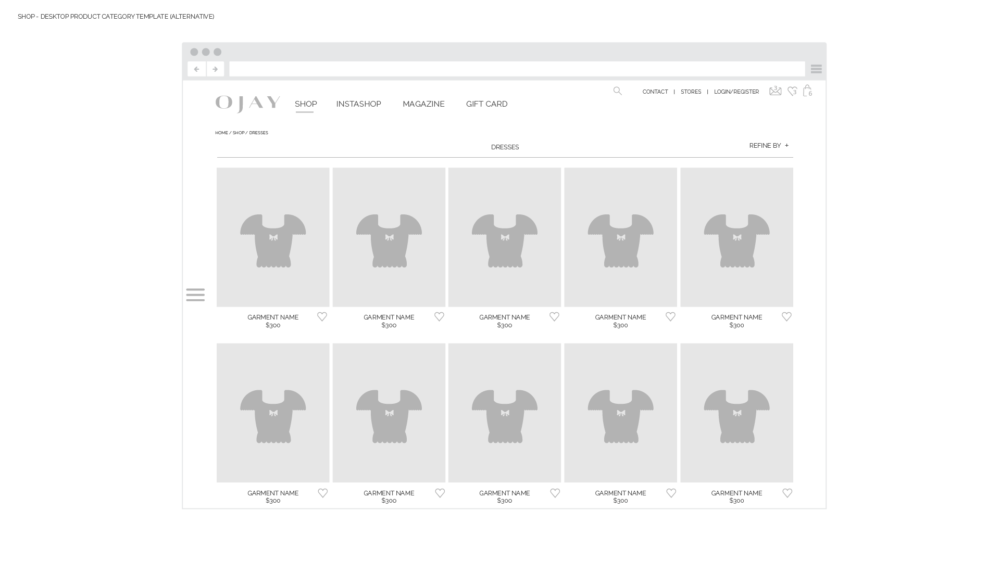 SHOP - DESKTOP PRODUCT CATEGORY TEMPLATE (ALTERNATIVE)
CONTACT | STORES | LOGIN/REGISTER 3 3 6
OJAY SHOP INSTASHOP MAGAZINE GIFT CARD
HOME / SHOP / DRESSES
DRESSES REFINE BY +
GARMENT NAME GARMENT NAME GARMENT NAME GARMENT NAME GARMENT NAME
$300 $300 $300 $300 $300
GARMENT NAME GARMENT NAME GARMENT NAME GARMENT NAME GARMENT NAME
$300 $300 $300 $300 $300